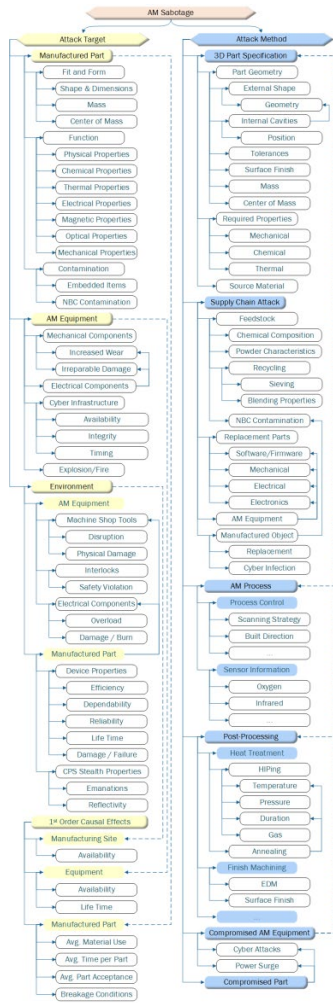 AM Sabotage
Attack Target
Manufactured Part
Fit and Form
Shape & Dimensions
Mass
Center of Mass
Function
Physical Properties
Chemical Properties
Thermal Properties
Electrical Properties
Magnetic Properties
Optical Properties
Mechanical Properties
Contamination
Embedded Items
NBC Contamination
AM Equipment
Mechanical Components
Increased Wear
Irreparable Damage
Electrical Components
Cyber Infrastructure
Availability
Integrity
Timing
Explosion/Fire
Environment
AM Equipment
Machine Shop Tools
Disruption
Physical Damage
Interlocks
Safety Violation
Electrical Components
Overload
Damage / Burn
Manufactured Part
Device Properties
Efficiency
Dependability
Reliability
Life Time
Damage / Failure
CPS Stealth Properties
Emanations
Reflectivity
1st Order Causal Effects
Manufacturing Site
Availability
Equipment
Availability
Life Time
Manufactured Part
Avg. Material Use
Avg. Time per Part
Avg. Part Acceptance
Breakage Conditions
Attack Method
3D Part Specification
Part Geometry
External Shape
Geometry
Internal Cavities
Position
Tolerances
Surface Finish
Mass
Center of Mass
Required Properties
Mechanical
Chemical
Thermal
Source Material
Supply Chain Attack
Feedstock
Chemical Composition
Powder Characteristics
Recycling
Sieving
Blending Properties
NBC Contamination
Replacement Parts
Software/Firmware
Mechanical
Electrical
Electronics
AM Equipment
Manufactured Object
Replacement
Cyber Infection
AM Process
Process Control
Scanning Strategy
Built Direction
...
Sensor Information
Oxygen
Infrared
...
Post-Processing
Heat Treatment
HIPing
Temperature
Pressure
Duration
Gas
Annealing
Finish Machining
EDM
Surface Finish
...
Compromised AM Equipment
Cyber Attacks
Power Surge
Compromised Part